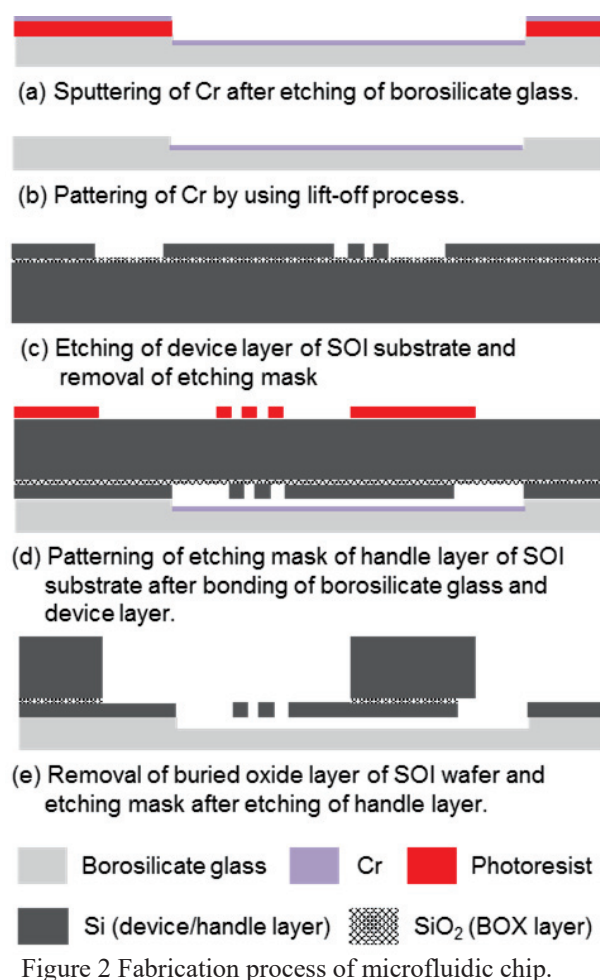 (a) Sputtering of Cr after etching of borosilicate glass.
(b) Pattering of Cr by using lift-off process.
(c) Etching of device layer of SOI substrate and
removal of etching mask
(d) Patterning of etching mask of handle layer of SOI
substrate after bonding of borosilicate glass and
device layer.
(e) Removal of buried oxide layer of SOI wafer and
etching mask after etching of handle layer.
Borosilicate glass Cr Photoresist
Si (device/handle layer) SiO₂ (BOX layer)
Figure 2 Fabrication process of microfluidic chip.